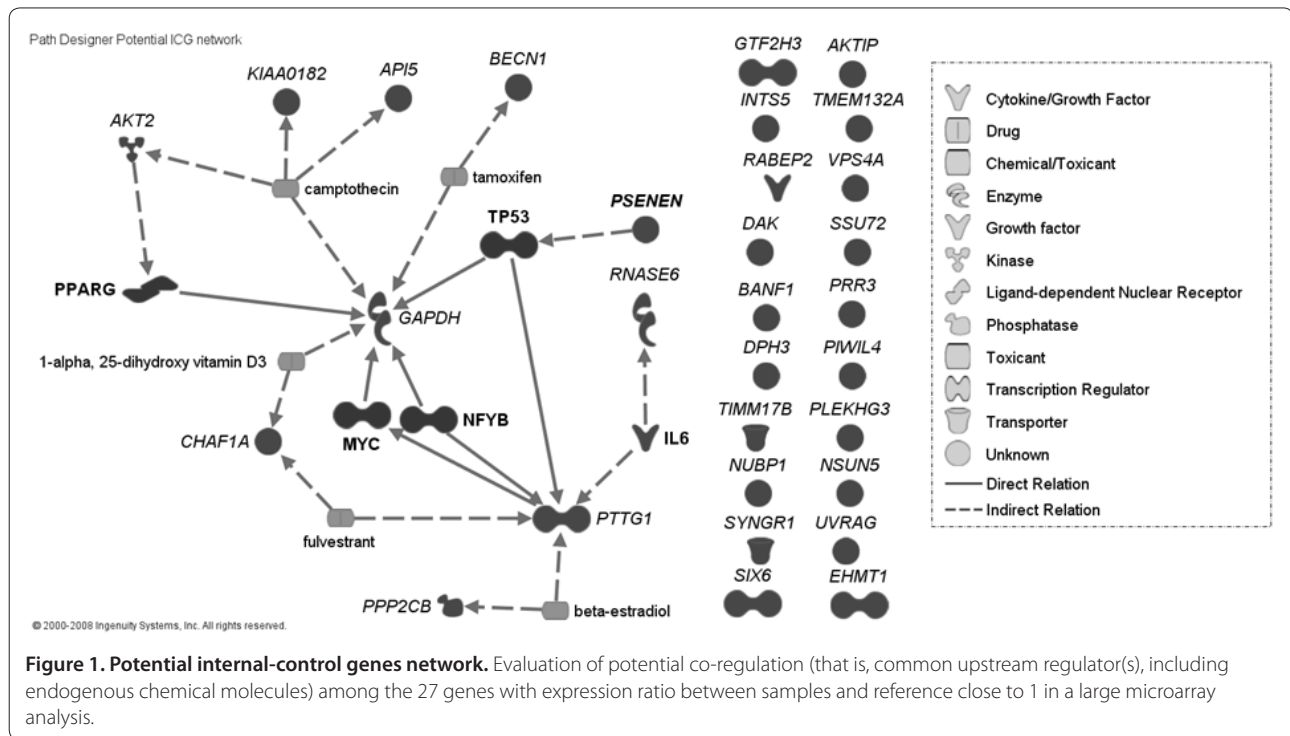 Path Designer Potential ICG network
KIAA0182
API5
BECN1
AKT2
camptothecin
tamoxifen
TP53
PSENEN
PPARG
GAPDH
RNASE6
1-alpha, 25-dihydroxy vitamin D3
CHAF1A
MYC
NFYB
IL6
PTTG1
fulvestrant
PPP2CB
beta-estradiol
© 2000-2008 Ingenuity Systems, Inc. All rights reserved.
GTF2H3 AKTIP
INTS5 TMEM132A
RABEP2 VPS4A
DAK SSU72
BANF1 PRR3
DPH3 PIWIL4
TIMM17B PLEKHG3
NUBP1 NSUN5
SYNGR1 UVRAG
SIX6 EHMT1
Cytokine/Growth Factor
Drug
Chemical/Toxicant
Enzyme
Growth factor
Kinase
Ligand-dependent Nuclear Receptor
Phosphatase
Toxicant
Transcription Regulator
Transporter
Unknown
Direct Relation
Indirect Relation
Figure 1. Potential internal-control genes network. Evaluation of potential co-regulation (that is, common upstream regulator(s), including
endogenous chemical molecules) among the 27 genes with expression ratio between samples and reference close to 1 in a large microarray
analysis.